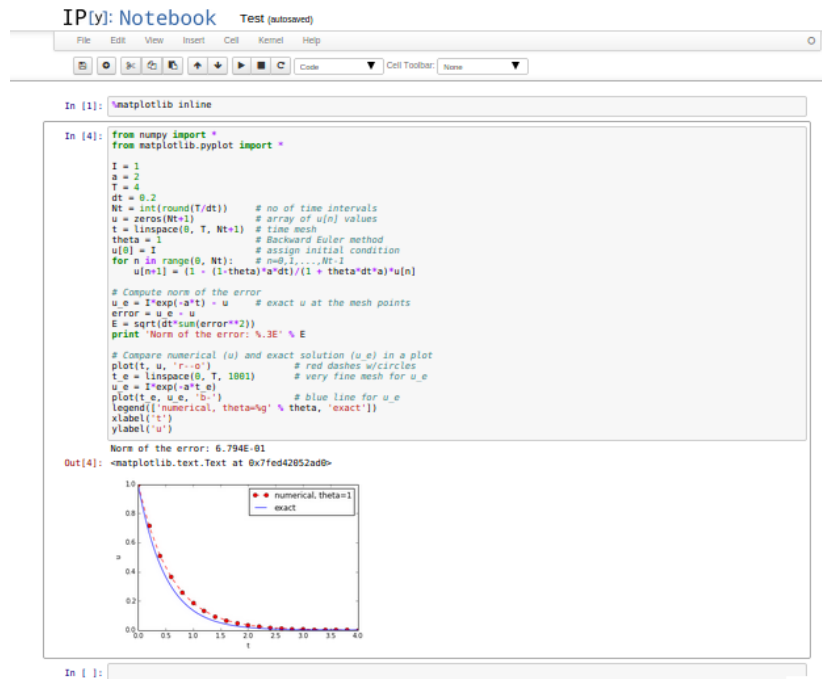 IP[y]: Notebook Test (autosaved)
File Edit View Insert Cell Kernel Help
Code Cell Toolbar: None
In [1]: %matplotlib inline
In [4]: from numpy import *
from matplotlib.pyplot import *
I = 1
a = 2
T = 4
dt = 0.2
Nt = int(round(T/dt)) # no of time intervals
u = zeros(Nt+1) # array of u[n] values
t = linspace(0, T, Nt+1) # time mesh
theta = 1 # Backward Euler method
u[0] = I # assign initial condition
for n in range(0, Nt): # n=0,1,...,Nt-1
u[n+1] = (1 - (1-theta)*a*dt)/(1 + theta*dt*a)*u[n]
# Compute norm of the error
u_e = I*exp(-a*t) - u # exact u at the mesh points
error = u_e - u
E = sqrt(dt*sum(error**2))
print 'Norm of the error: %.3E' % E
# Compare numerical (u) and exact solution (u_e) in a plot
plot(t, u, 'r--o') # red dashes w/circles
t_e = linspace(0, T, 1001) # very fine mesh for u_e
u_e = I*exp(-a*t_e)
plot(t_e, u_e, 'b-') # blue line for u_e
legend(['numerical, theta=%g' % theta, 'exact'])
xlabel('t')
ylabel('u')
Norm of the error: 6.794E-01
Out[4]: <matplotlib.text.Text at 0x7fed42052ad0>
numerical, theta=1
exact
1.0
0.8
0.6
0.4
0.2
0.0
u
0.0 0.5 1.0 1.5 2.0 2.5 3.0 3.5 4.0
t
In [ ]: